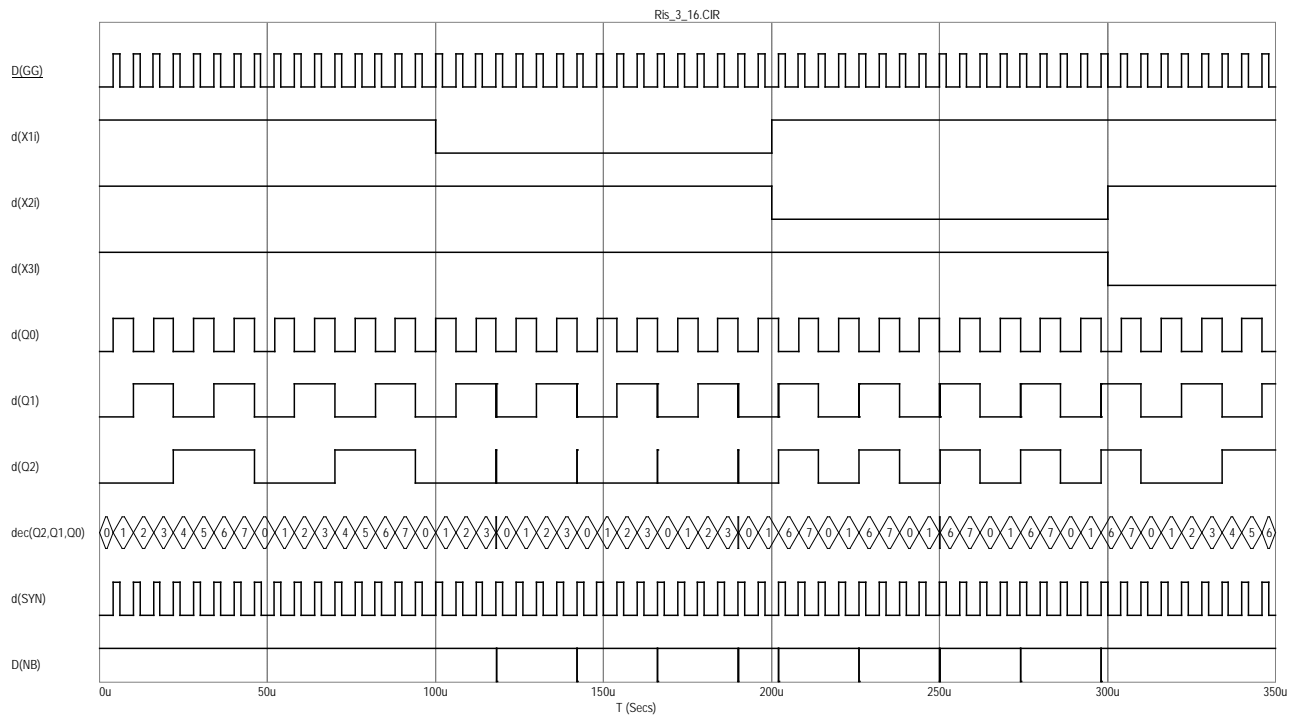 Ris_3_16.CIR
D(GG)
d(X1i)
d(X2i)
d(X3I)
d(Q0)
d(Q1)
d(Q2)
dec(Q2,Q1,Q0) 0 1 2 3 4 5 6 7 0 1 2 3 4 5 6 7 0 1 2 3 0 1 2 3 0 1 2 3 0 1 2 3 0 1 6 7 0 1 6 7 0 1 6 7 0 1 6 7 0 1 6 7 0 1 2 3 4 5 6
d(SYN)
D(NB)
0u 50u 100u 150u 200u 250u 300u 350u
T (Secs)